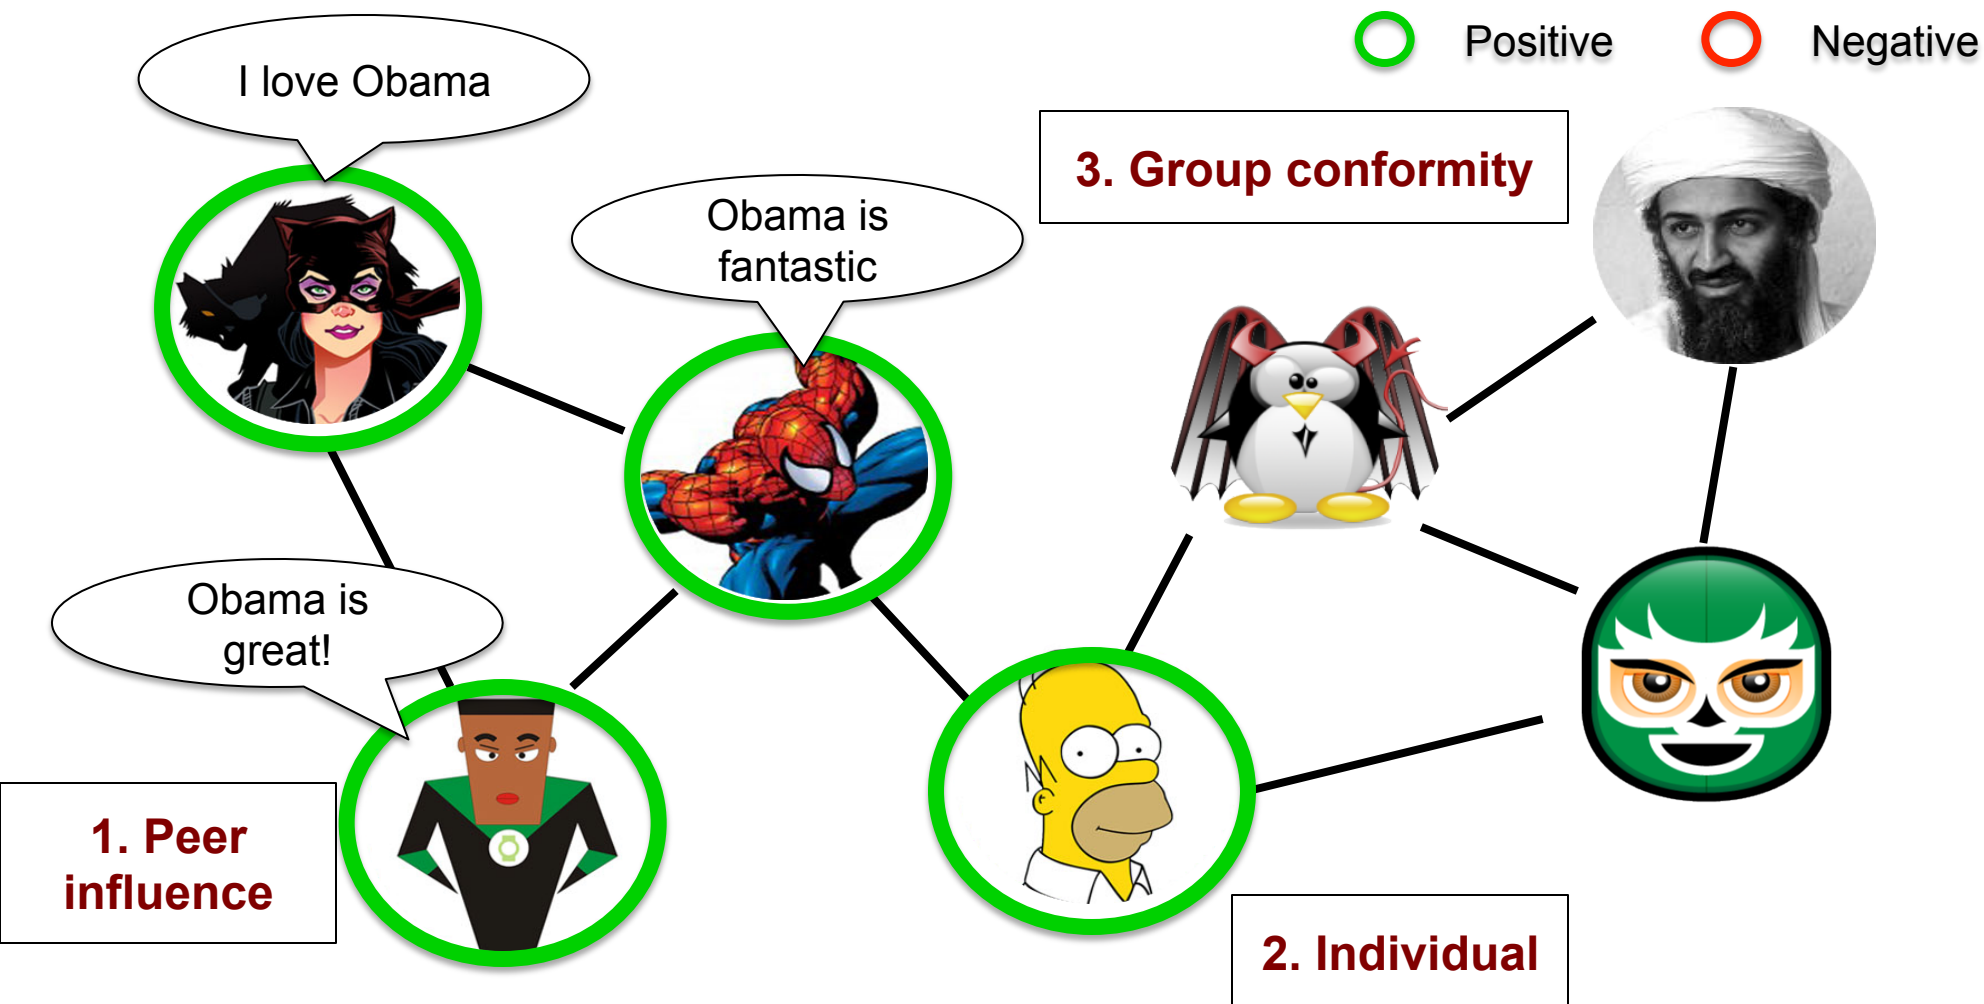 Positive
Negative
I love Obama
3. Group conformity
Obama is
fantastic
Obama is
great!
1. Peer
influence
2. Individual